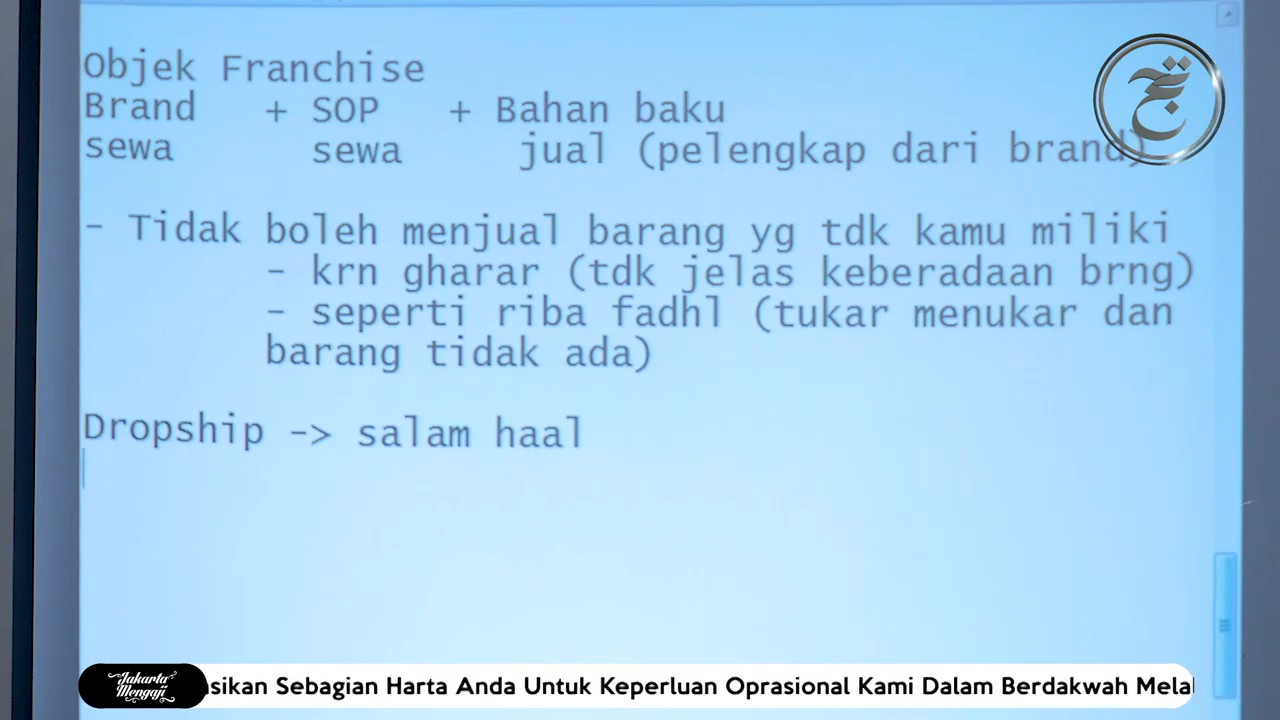 Objek Franchise
Brand + SOP + Bahan baku
sewa sewa jual (pelengkap dari brand)
- Tidak boleh menjual barang yg tdk kamu miliki
- krn gharar (tdk jelas keberadaan brng)
- seperti riba fadhl (tukar menukar dan
barang tidak ada)
Dropship -> salam haal
Jakarta
Mengaji
sikan Sebagian Harta Anda Untuk Keperluan Oprasional Kami Dalam Berdakwah Mela